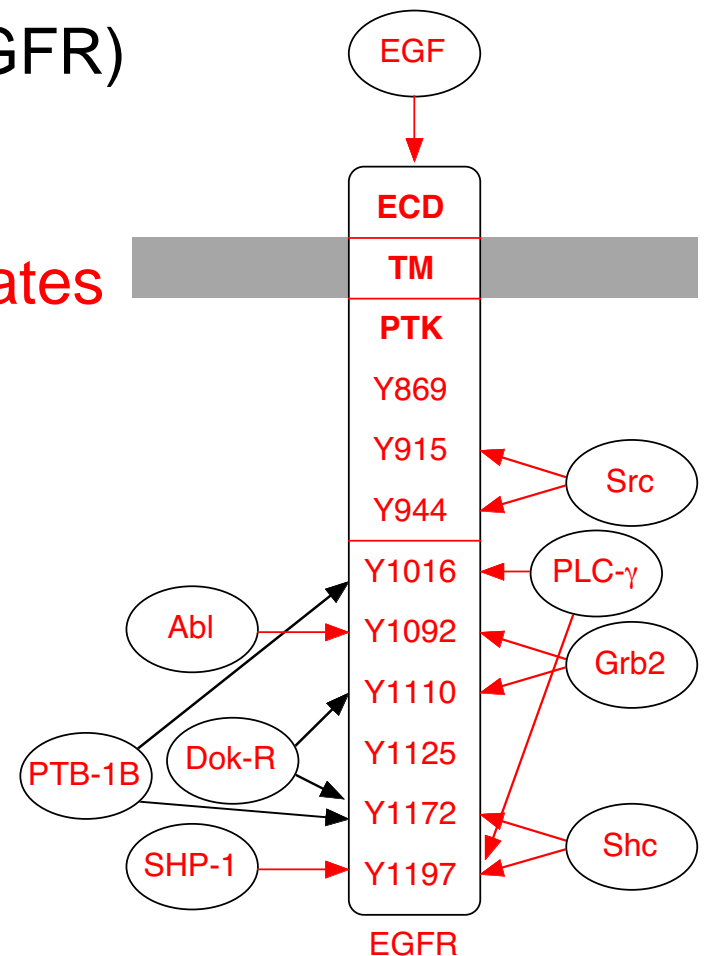 GFR)
EGF
ECD
ates
TM
PTK
Y869
Y915
Src
Y944
Y1016
PLC-γ
Abl
Y1092
Grb2
Y1110
Dok-R
Y1125
PTB-1B
Y1172
Shc
SHP-1
Y1197
EGFR